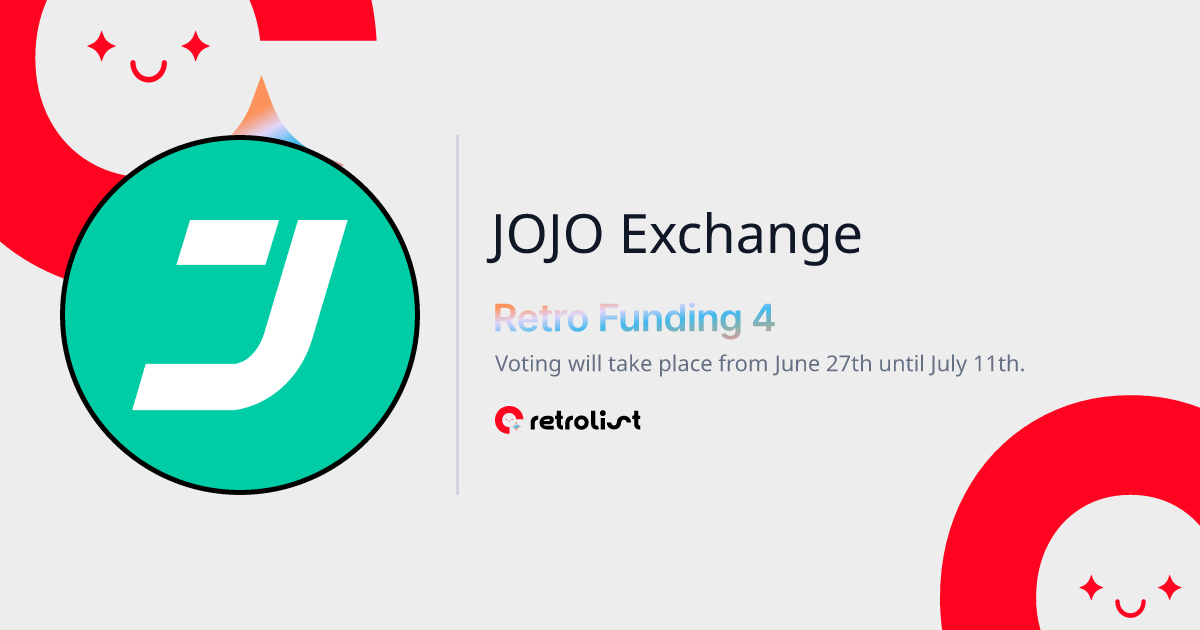 JOJO Exchange
Retro Funding 4
Voting will take place from June 27th until July 11th.
retrolist